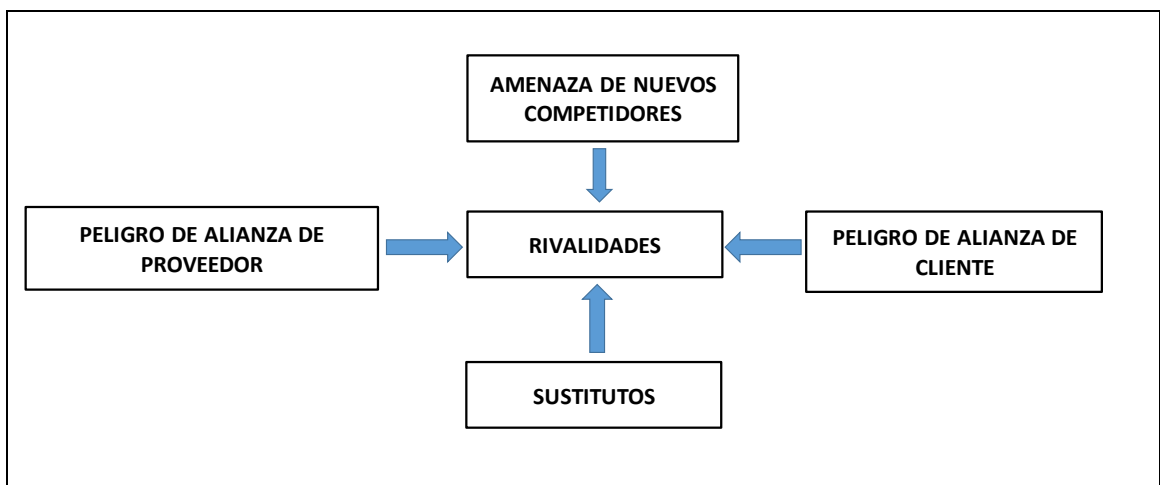 AMENAZA DE NUEVOS
COMPETIDORES
PELIGRO DE ALIANZA DE
PROVEEDOR
RIVALIDADES
PELIGRO DE ALIANZA DE
CLIENTE
SUSTITUTOS